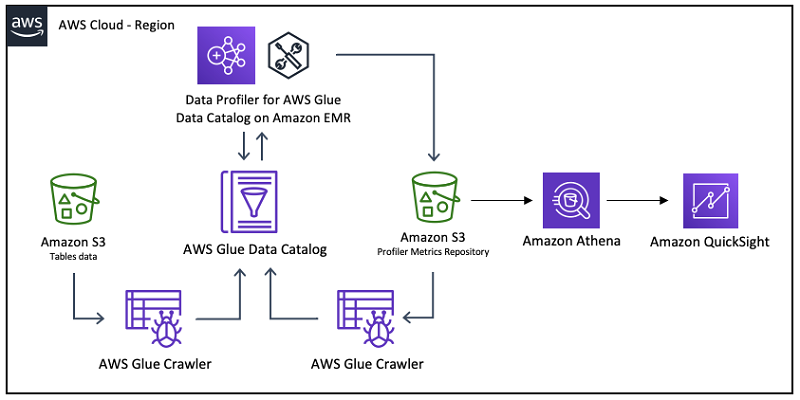 aws
AWS Cloud - Region
Data Profiler for AWS Glue
Data Catalog on Amazon EMR
Amazon S3
Tables data
AWS Glue Data Catalog
Amazon S3
Profiler Metrics Repository
Amazon Athena
Amazon QuickSight
AWS Glue Crawler
AWS Glue Crawler